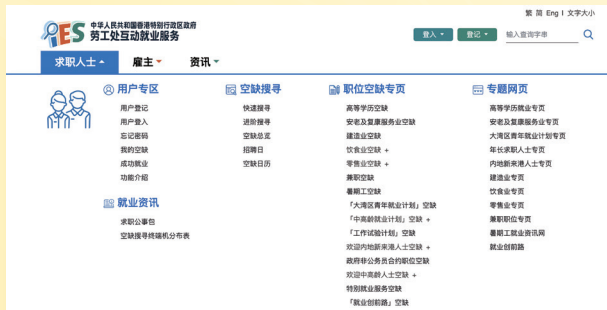 繁 简 Eng | 文字大小
iES
中华人民共和国香港特别行政区政府
劳工处互动就业服务
登入
登记
输入查询字串
求职人士
雇主
资讯
用户专区
用户登记
用户登入
忘记密码
我的空缺
成功就业
功能介绍
就业资讯
求职公事包
空缺搜寻终端机分布表
空缺搜寻
快速搜寻
进阶搜寻
空缺总览
招聘日
空缺日历
职位空缺专页
高等学历空缺
安老及复康服务业空缺
建造业空缺
饮食业空缺 +
零售业空缺 +
兼职空缺
暑期工空缺
「大湾区青年就业计划」空缺
「中高龄就业计划」空缺 +
「工作试验计划」空缺
欢迎内地新来港人士空缺 +
政府非公务员合约职位空缺
欢迎中高龄人士空缺 +
特别就业服务空缺
「就业创前路」空缺
专题网页
高等学历就业专页
安老及复康服务业专页
大湾区青年就业计划专页
年长求职人士专页
内地新来港人士专页
建造业专页
饮食业专页
零售业专页
兼职职位专页
暑期工就业资讯网
就业创前路